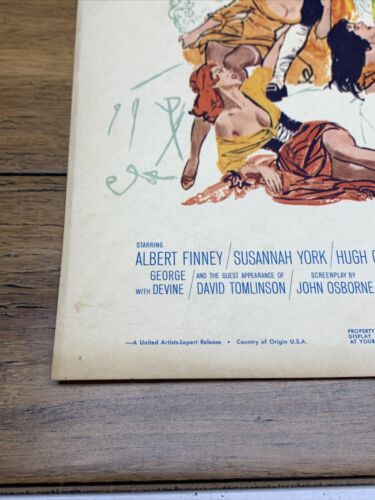 STARRING
ALBERT FINNEY / SUSANNAH YORK / HUGH
GEORGE AND THE GUEST APPEARANCE OF SCREENPLAY BY
WITH DEVINE / DAVID TOMLINSON / JOHN OSBORNE
—A United Artists-Lopert Release • Country of Origin U.S.A.
PROPERTY
DISPLAY
AT YOUR